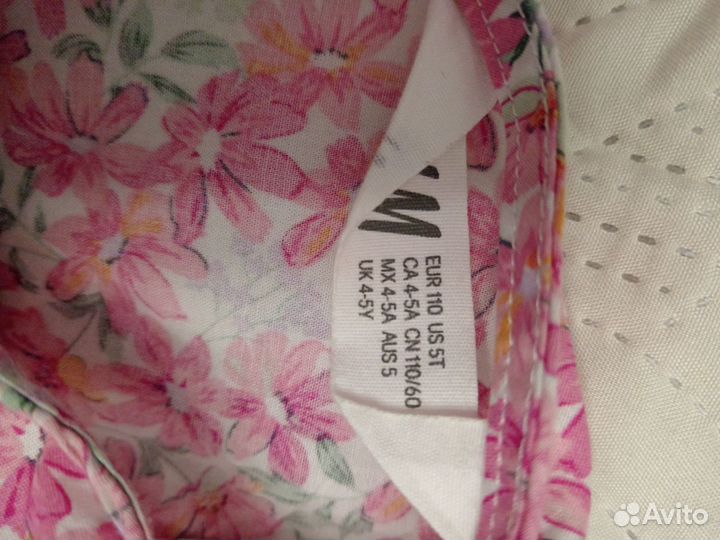 &M
EUR 110 US 5T
CA 4-5A CN 110/60
MX 4-5A AUS 5
UK 4-5Y
Avito